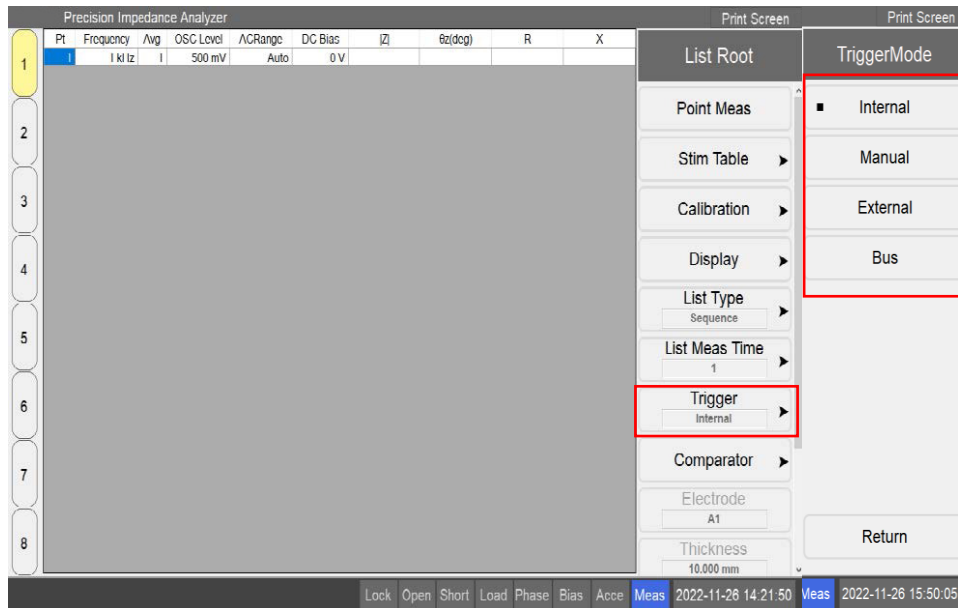 Precision Impedance Analyzer
Print Screen
Print Screen
Pt Frequency Avg OSC Level ACRange DC Bias |Z| θz(deg) R X
1 1 kHz 1 500 mV Auto 0 V
1
2
3
4
5
6
7
8
List Root
Point Meas
Stim Table
Calibration
Display
List Type
Sequence
List Meas Time
1
Trigger
Internal
Comparator
Electrode
A1
Thickness
10.000 mm
TriggerMode
Internal
Manual
External
Bus
Return
Lock Open Short Load Phase Bias Acce Meas 2022-11-26 14:21:50
Meas 2022-11-26 15:50:05